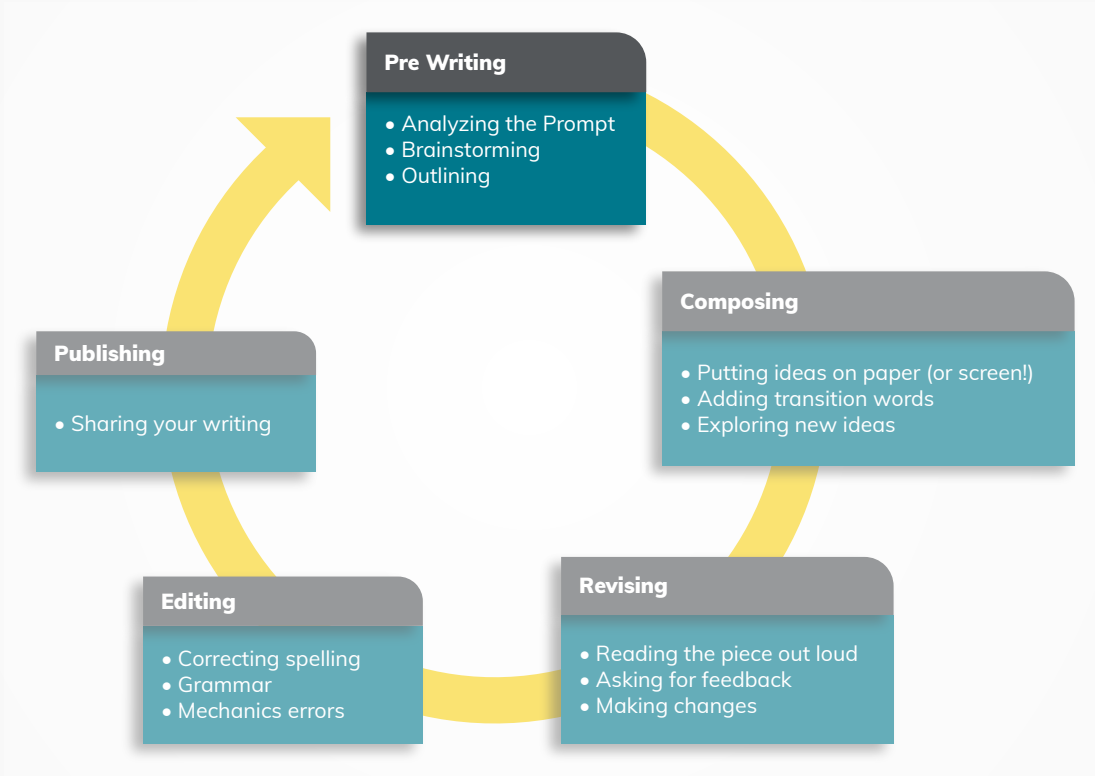 Pre Writing
• Analyzing the Prompt
• Brainstorming
• Outlining
Composing
• Putting ideas on paper (or screen!)
• Adding transition words
• Exploring new ideas
Revising
• Reading the piece out loud
• Asking for feedback
• Making changes
Editing
• Correcting spelling
• Grammar
• Mechanics errors
Publishing
• Sharing your writing